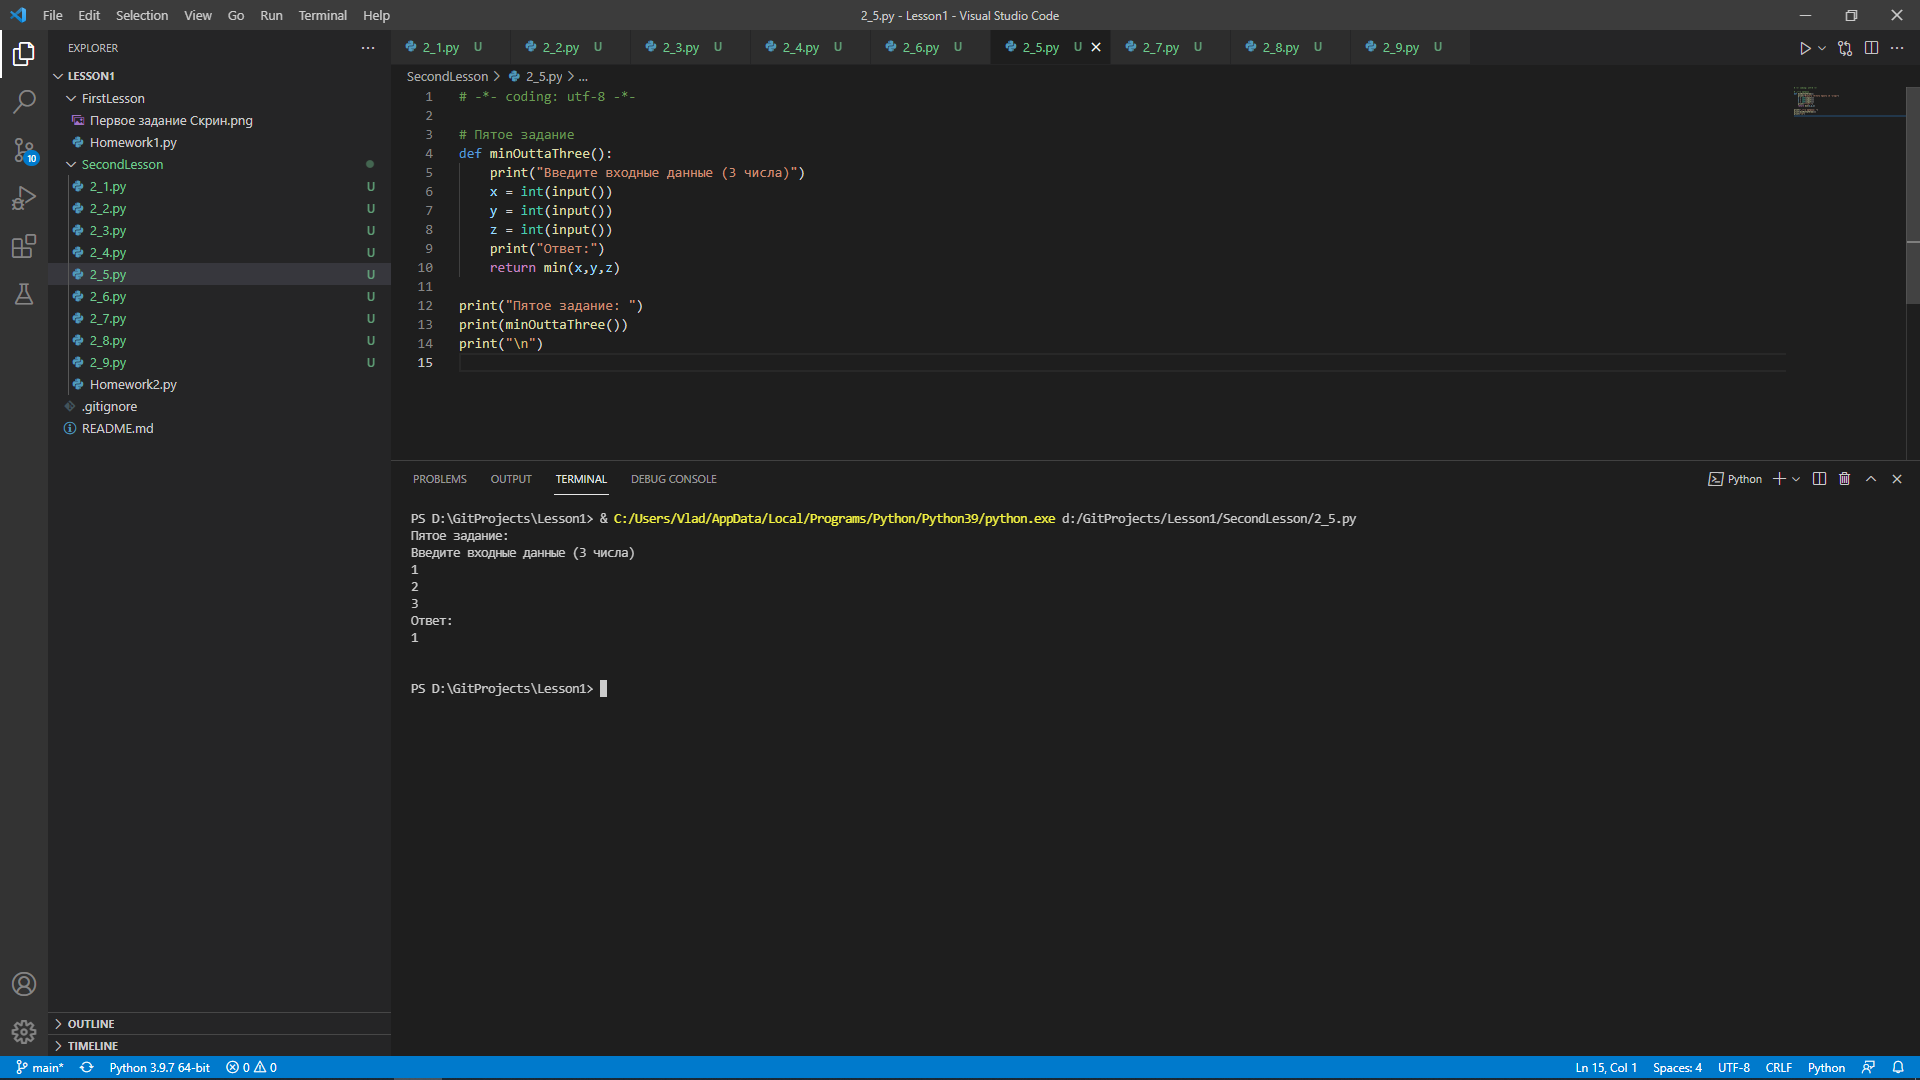 File Edit Selection View Go Run Terminal Help
2_5.py - Lesson1 - Visual Studio Code
EXPLORER
LESSON1
FirstLesson
Первое задание Скрин.png
Homework1.py
SecondLesson
2_1.py U
2_2.py U
2_3.py U
2_4.py U
2_5.py U
2_6.py U
2_7.py U
2_8.py U
2_9.py U
Homework2.py
.gitignore
README.md
OUTLINE
TIMELINE
10
2_1.py U 2_2.py U 2_3.py U 2_4.py U 2_6.py U 2_5.py U 2_7.py U 2_8.py U 2_9.py U
SecondLesson > 2_5.py > ...
1 # -*- coding: utf-8 -*-
2
3 # Пятое задание
4 def minOuttaThree():
5 print("Введите входные данные (3 числа)")
6 x = int(input())
7 y = int(input())
8 z = int(input())
9 print("Ответ:")
10 return min(x,y,z)
11
12 print("Пятое задание: ")
13 print(minOuttaThree())
14 print("\n")
15
PROBLEMS OUTPUT TERMINAL DEBUG CONSOLE
Python
PS D:\GitProjects\Lesson1> & C:/Users/Vlad/AppData/Local/Programs/Python/Python39/python.exe d:/GitProjects/Lesson1/SecondLesson/2_5.py
Пятое задание:
Введите входные данные (3 числа)
1
2
3
Ответ:
1
PS D:\GitProjects\Lesson1>
main* Python 3.9.7 64-bit 0 0
Ln 15, Col 1 Spaces: 4 UTF-8 CRLF Python